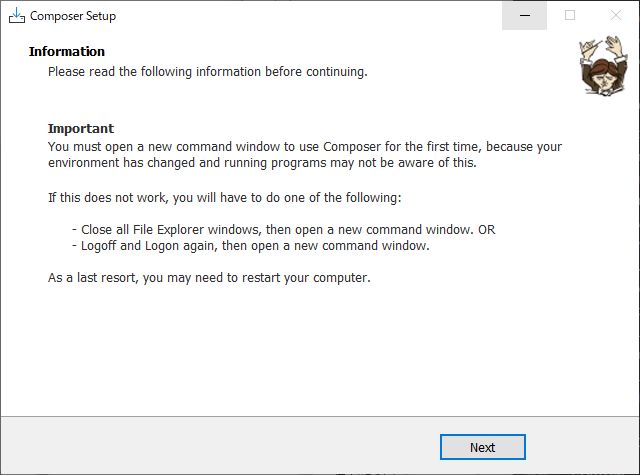 Composer Setup
Information
Please read the following information before continuing.
Important
You must open a new command window to use Composer for the first time, because your
environment has changed and running programs may not be aware of this.
If this does not work, you will have to do one of the following:
- Close all File Explorer windows, then open a new command window. OR
- Logoff and Logon again, then open a new command window.
As a last resort, you may need to restart your computer.
Next